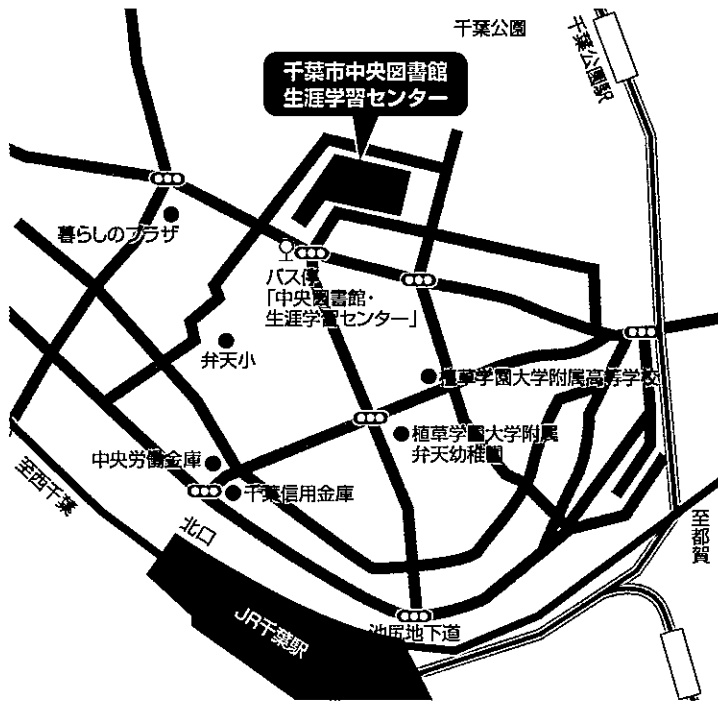 千葉公園
千葉公園駅
千葉市中央図書館
生涯学習センター
暮らしのプラザ
バス停
「中央図書館・
生涯学習センター」
弁天小
植草学園大学附属高等学校
植草学園大学附属
弁天幼稚園
中央労働金庫
千葉信用金庫
至西千葉
北口
至都賀
JR千葉駅
池尻地下道